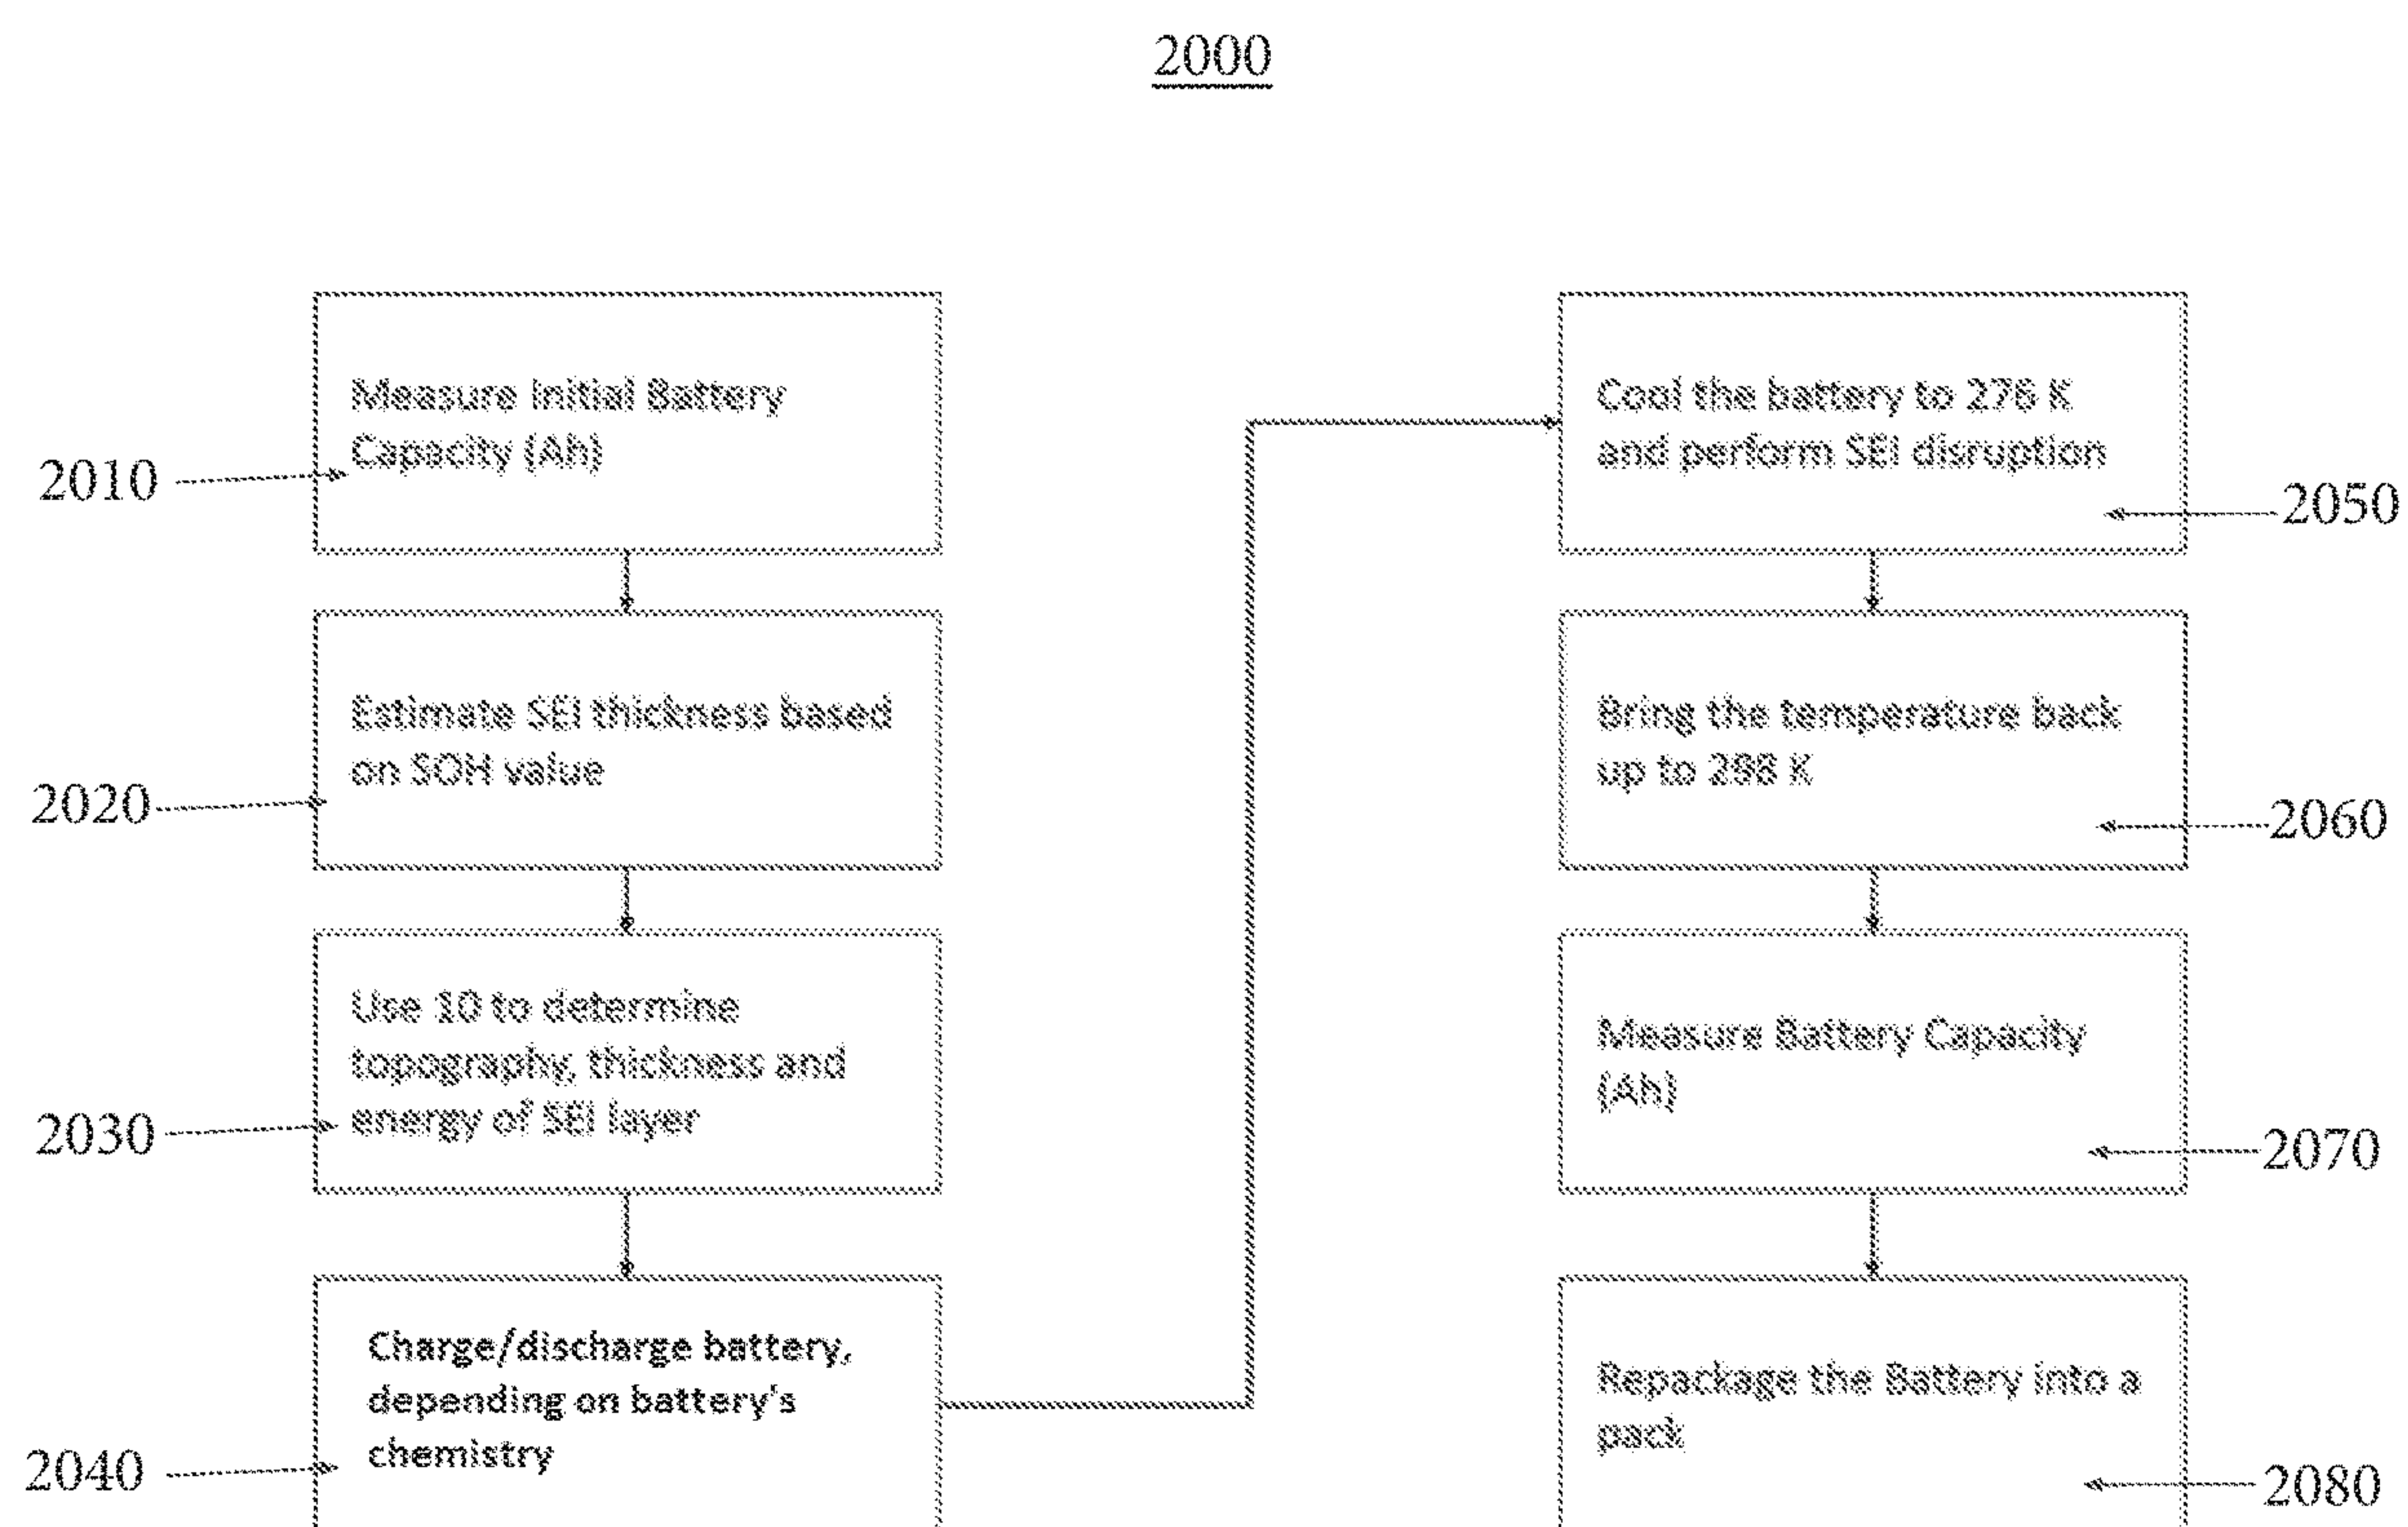 2000
Measure Initial Battery
Capacity (Ah)
2010
Estimate SEI thickness based
on SOH value
2020
Use 10 to determine
topography, thickness and
energy of SEI layer
2030
Charge/discharge battery,
depending on battery's
chemistry
2040
Cool the battery to 276 K
and perform SEI disruption
2050
Bring the temperature back
up to 298 K
2060
Measure Battery Capacity
(Ah)
2070
Repackage the Battery into a
pack
2080